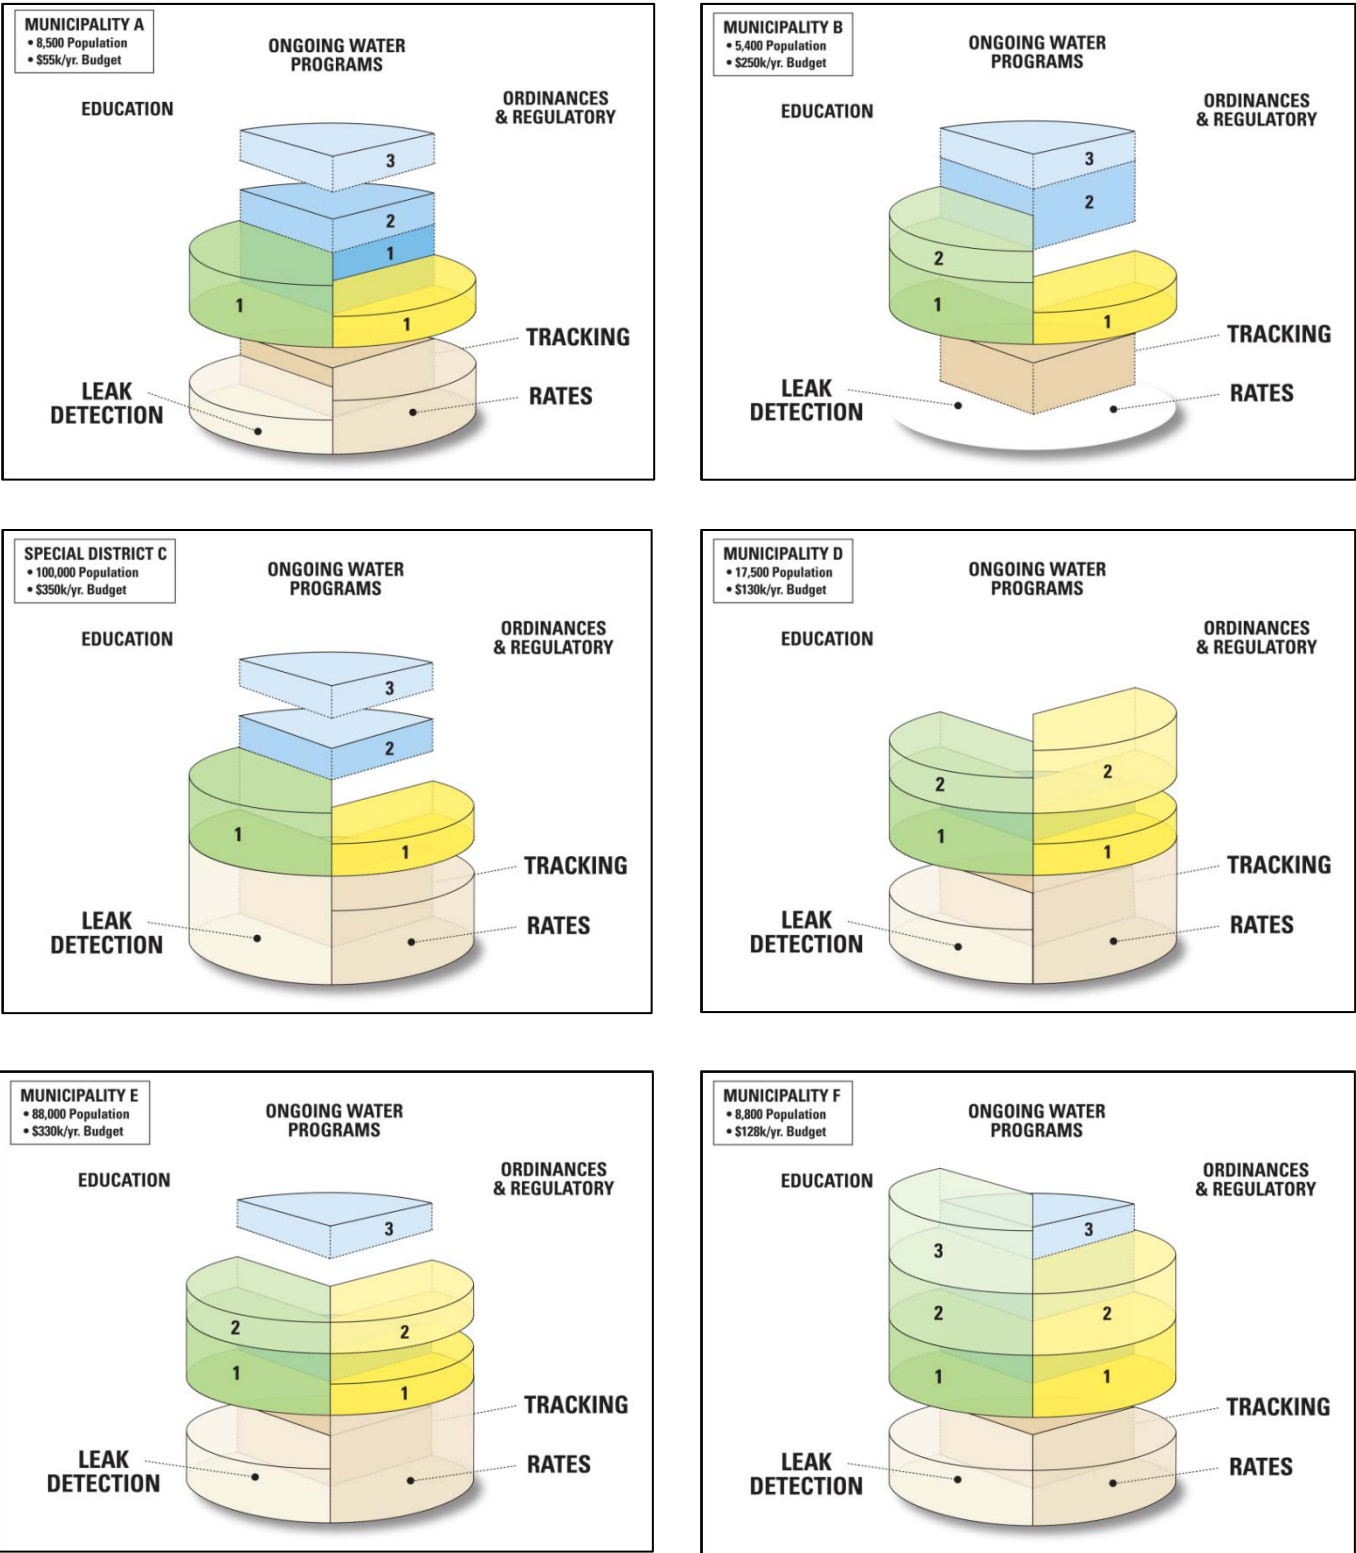 MUNICIPALITY A
• 8,500 Population
• $55k/yr. Budget
ONGOING WATER
PROGRAMS
EDUCATION
ORDINANCES
& REGULATORY
3
2
1
1
1
TRACKING
LEAK
DETECTION
RATES
MUNICIPALITY B
• 5,400 Population
• $250k/yr. Budget
ONGOING WATER
PROGRAMS
EDUCATION
ORDINANCES
& REGULATORY
3
2
2
1
1
TRACKING
LEAK
DETECTION
RATES
SPECIAL DISTRICT C
• 100,000 Population
• $350k/yr. Budget
ONGOING WATER
PROGRAMS
EDUCATION
ORDINANCES
& REGULATORY
3
2
1
1
TRACKING
LEAK
DETECTION
RATES
MUNICIPALITY D
• 17,500 Population
• $130k/yr. Budget
ONGOING WATER
PROGRAMS
EDUCATION
ORDINANCES
& REGULATORY
2
2
1
1
TRACKING
LEAK
DETECTION
RATES
MUNICIPALITY E
• 88,000 Population
• $330k/yr. Budget
ONGOING WATER
PROGRAMS
EDUCATION
ORDINANCES
& REGULATORY
3
2
2
1
1
TRACKING
LEAK
DETECTION
RATES
MUNICIPALITY F
• 8,800 Population
• $128k/yr. Budget
ONGOING WATER
PROGRAMS
EDUCATION
ORDINANCES
& REGULATORY
3
3
2
2
1
1
TRACKING
LEAK
DETECTION
RATES